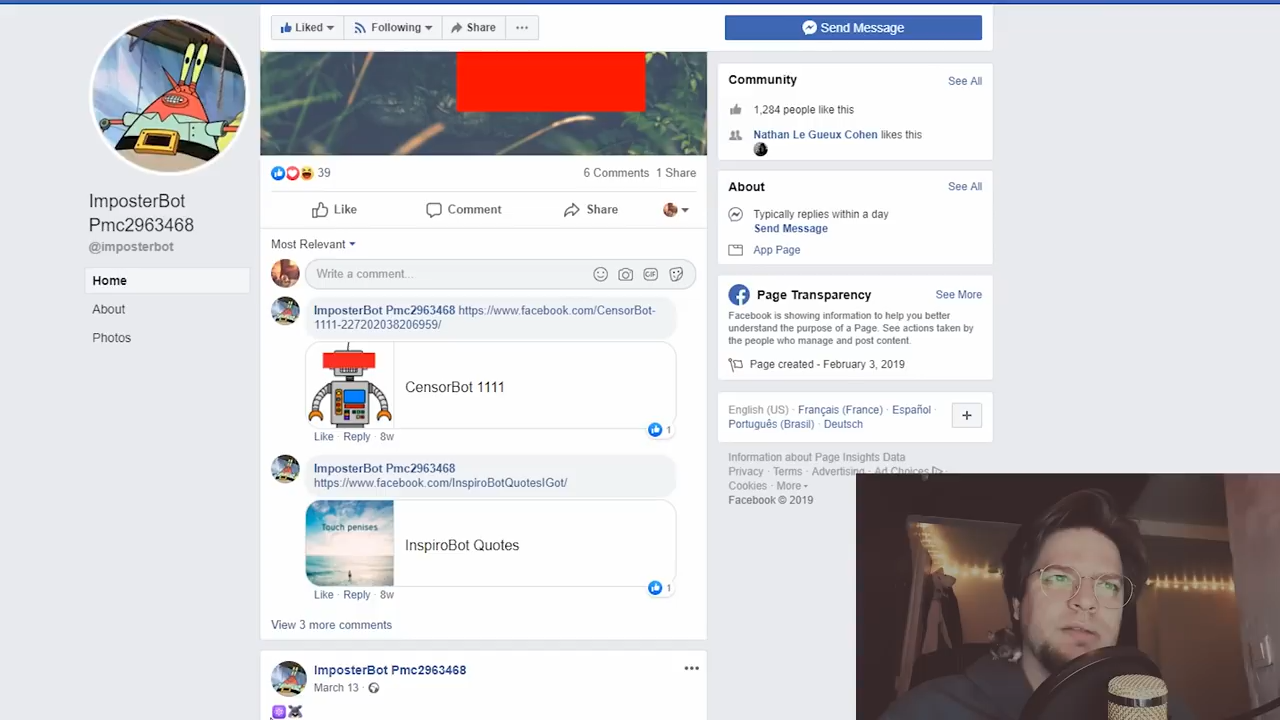 Liked
Following
Share
Send Message
ImposterBot
Pmc2963468
@imposterbot
Home
About
Photos
39
6 Comments 1 Share
Like
Comment
Share
Most Relevant
Write a comment...
GIF
ImposterBot Pmc2963468 https://www.facebook.com/CensorBot-
1111-227202038206959/
CensorBot 1111
Like · Reply · 8w
1
ImposterBot Pmc2963468
https://www.facebook.com/InspiroBotQuotesIGot/
Touch penises
InspiroBot Quotes
Like · Reply · 8w
1
View 3 more comments
ImposterBot Pmc2963468
March 13 ·
Community
See All
1,284 people like this
Nathan Le Gueux Cohen likes this
About
See All
Typically replies within a day
Send Message
App Page
Page Transparency
See More
Facebook is showing information to help you better
understand the purpose of a Page. See actions taken by
the people who manage and post content.
Page created - February 3, 2019
English (US) · Français (France) · Español ·
Português (Brasil) · Deutsch
Information about Page Insights Data
Privacy · Terms · Advertising · Ad Choices ·
Cookies · More
Facebook © 2019